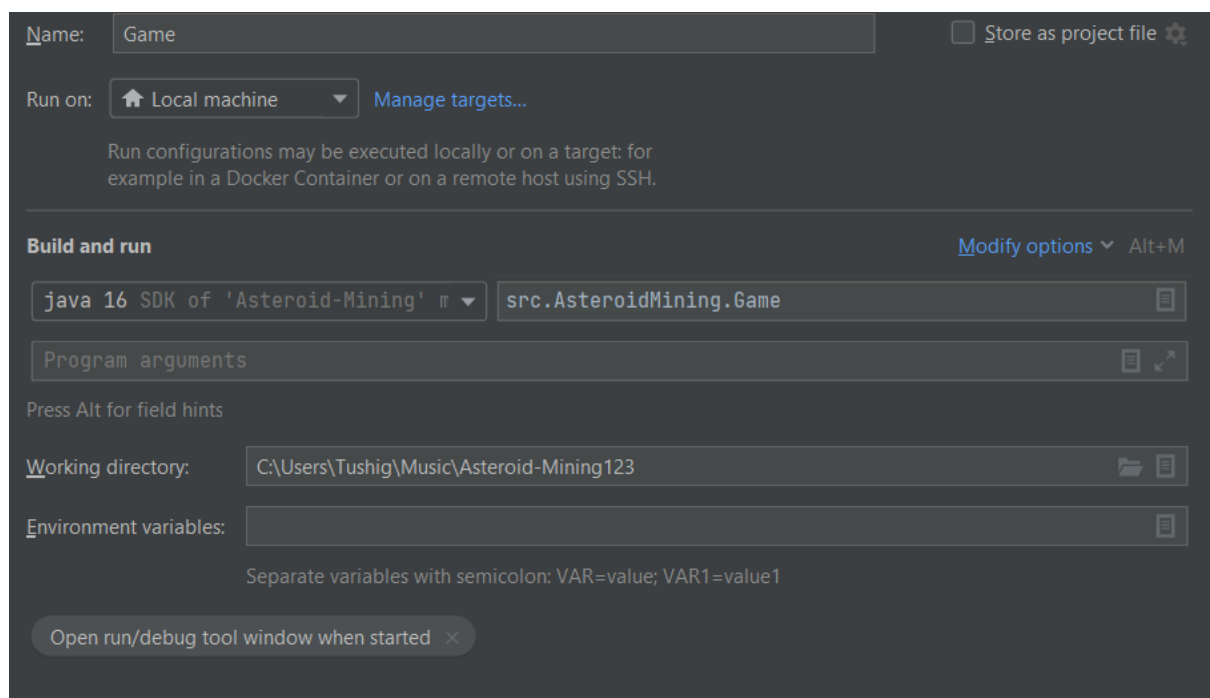 Name: Game Store as project file
Run on: Local machine Manage targets...
Run configurations may be executed locally or on a target: for
example in a Docker Container or on a remote host using SSH.
Build and run Modify options Alt+M
java 16 SDK of 'Asteroid-Mining' m src.AsteroidMining.Game
Program arguments
Press Alt for field hints
Working directory: C:\Users\Tushig\Music\Asteroid-Mining123
Environment variables:
Separate variables with semicolon: VAR=value; VAR1=value1
Open run/debug tool window when started ×